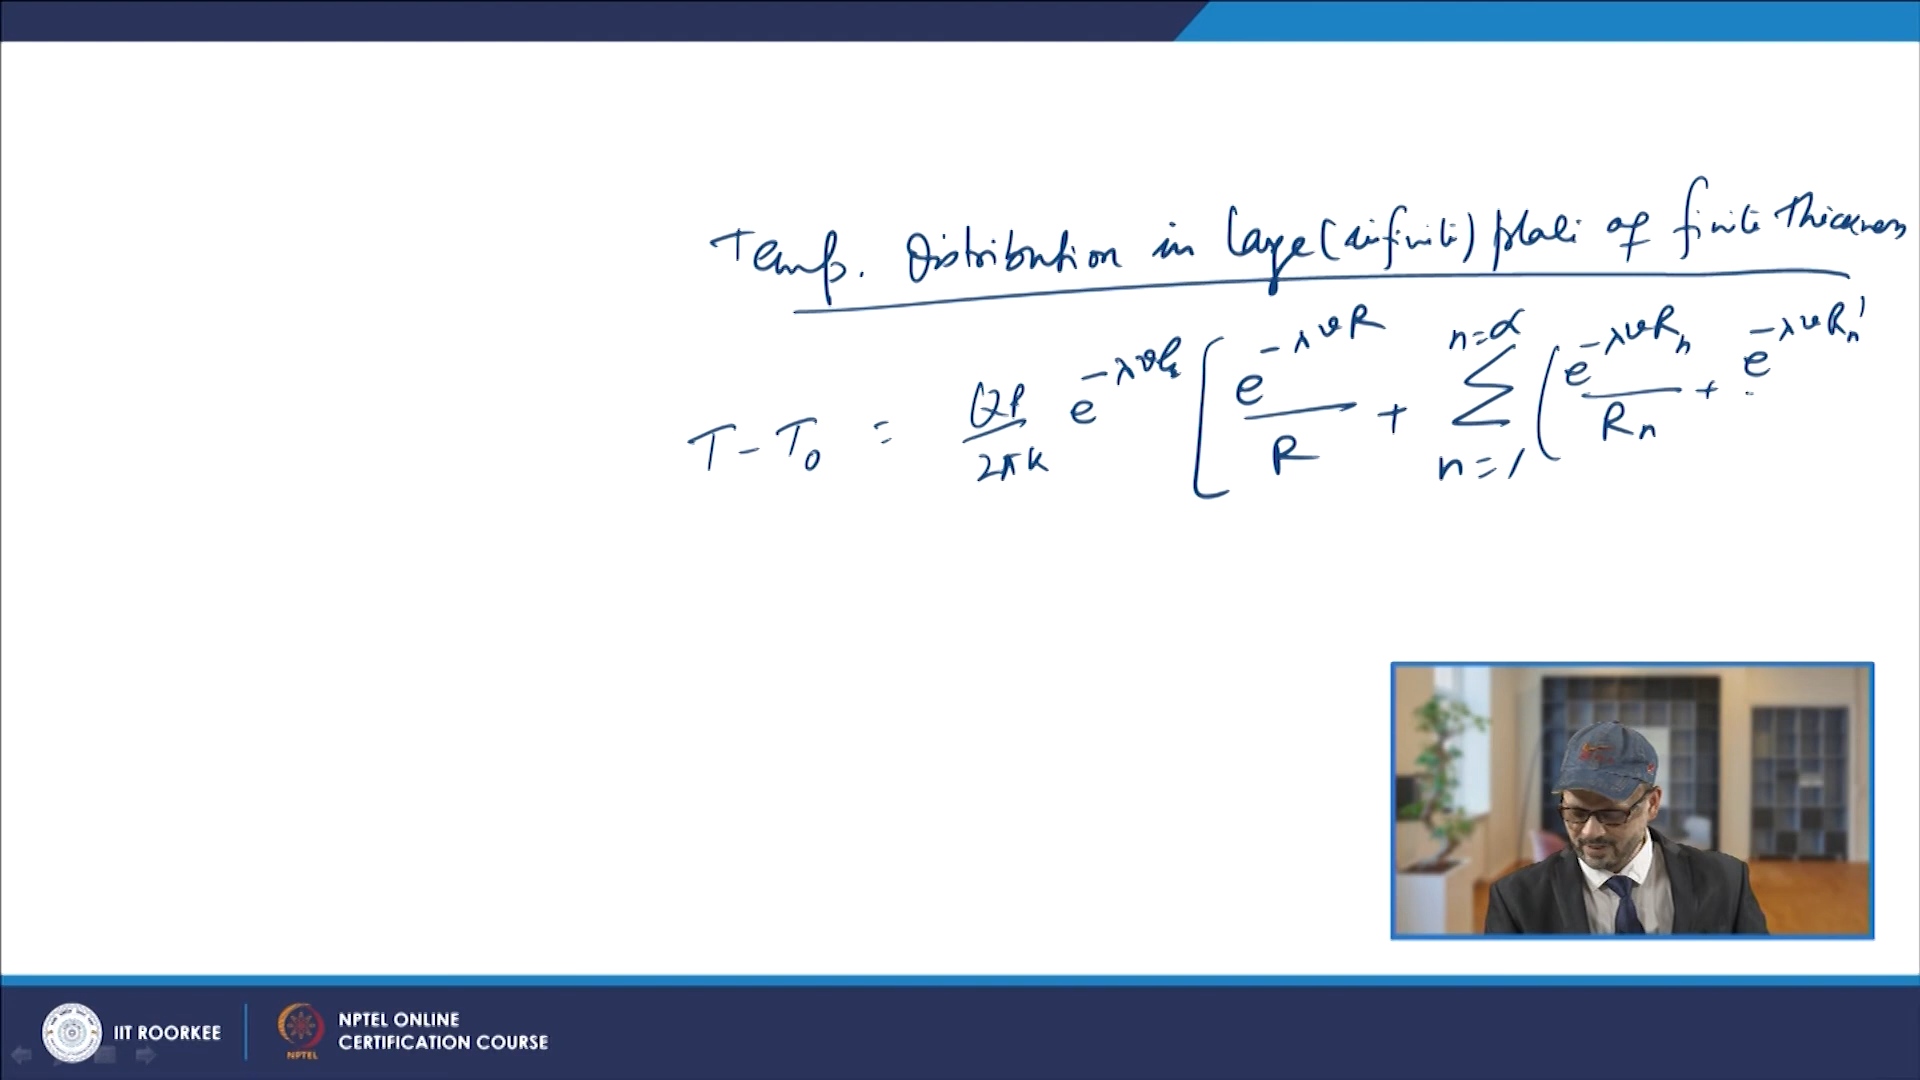 Temp. Distribution in large (infinite) plate of finite thickness
T - T₀ = Qp/2πk e^(-λvξ) [ e^(-λvR)/R + Σ_(n=1)^(n=∝) ( e^(-λvRₙ)/Rₙ + e^(-λvRₙ')
IIT ROORKEE
NPTEL
NPTEL ONLINE
CERTIFICATION COURSE